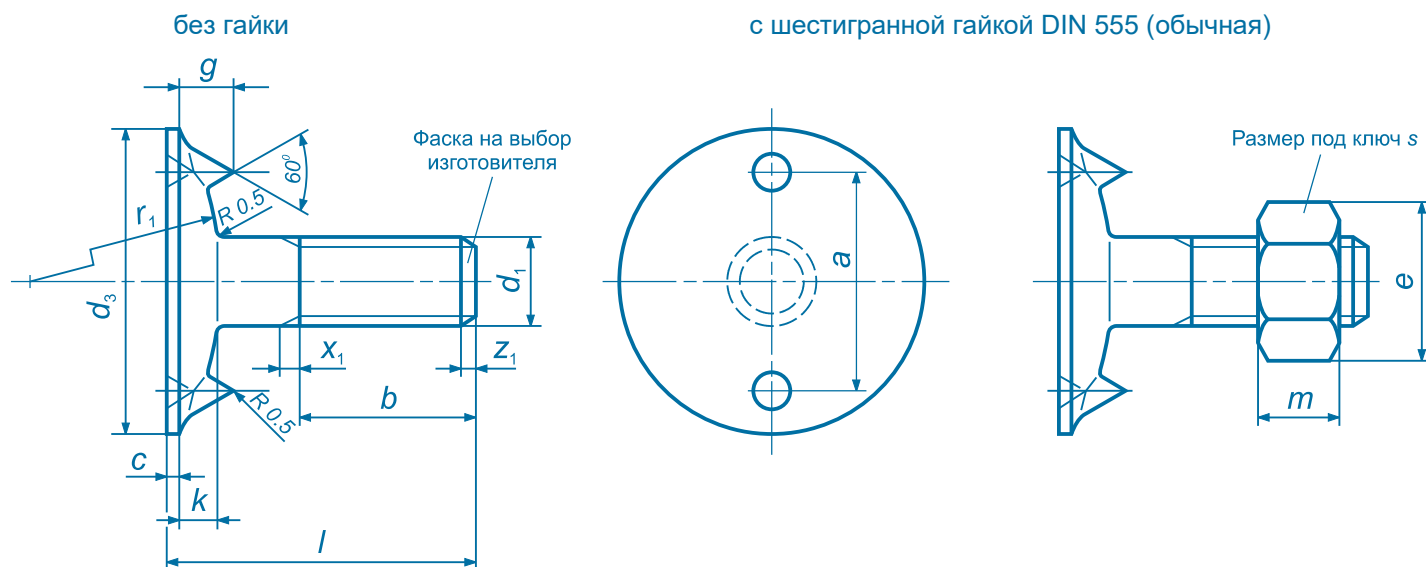 без гайки
с шестигранной гайкой DIN 555 (обычная)
g
Фаска на выбор
изготовителя
Размер под ключ s
60°
r₁
R 0.5
d₃
d₁
a
e
x₁
z₁
b
R 0.5
m
c
k
l